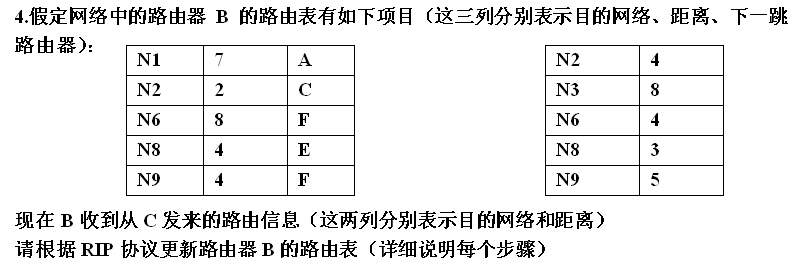 4.假定网络中的路由器 B 的路由表有如下项目（这三列分别表示目的网络、距离、下一跳
路由器）：
N1 7 A
N2 2 C
N6 8 F
N8 4 E
N9 4 F
N2 4
N3 8
N6 4
N8 3
N9 5
现在 B 收到从 C 发来的路由信息（这两列分别表示目的网络和距离）
请根据 RIP 协议更新路由器 B 的路由表（详细说明每个步骤）